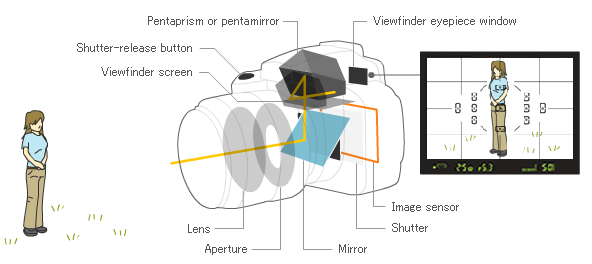 Pentaprism or pentamirror
Viewfinder eyepiece window
Shutter-release button
Viewfinder screen
Image sensor
Lens
Shutter
Aperture
Mirror